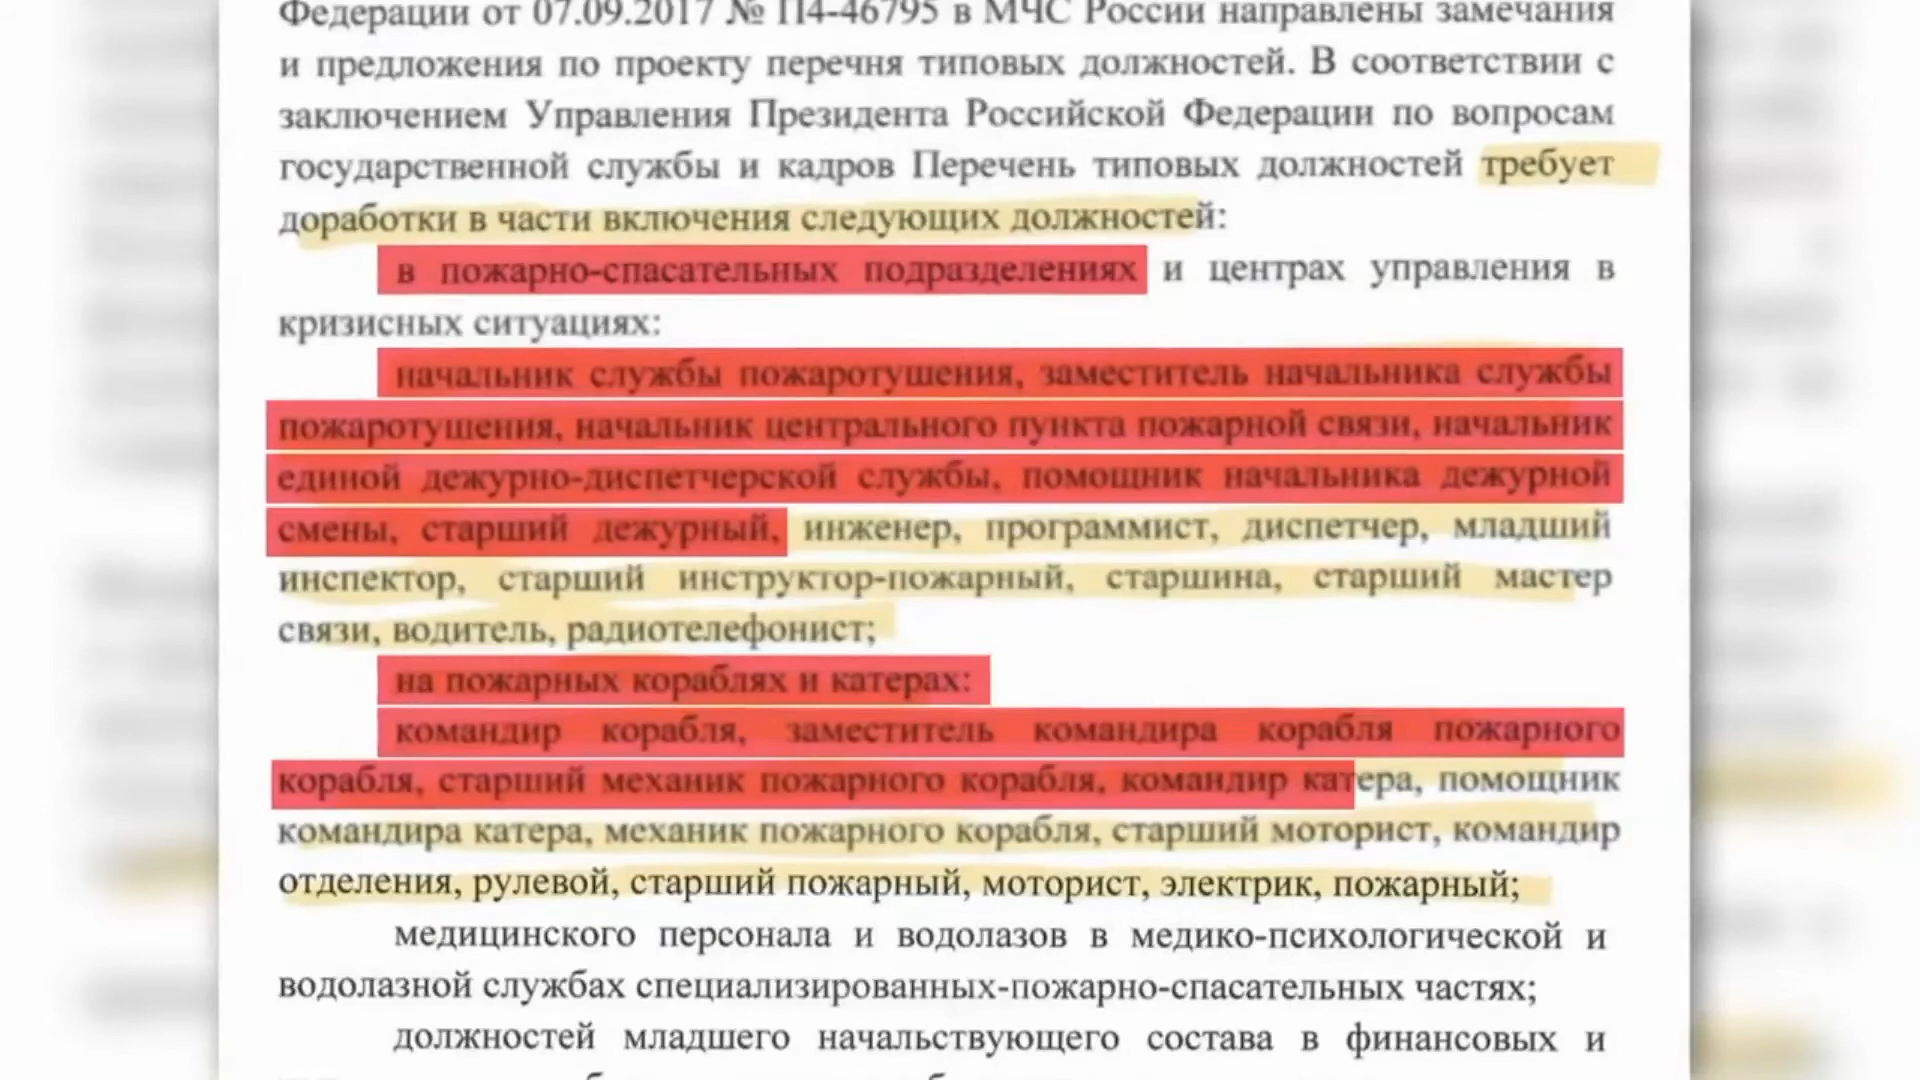 Федерации от 07.09.2017 № П4-46795 в МЧС России направлены замечания
и предложения по проекту перечня типовых должностей. В соответствии с
заключением Управления Президента Российской Федерации по вопросам
государственной службы и кадров Перечень типовых должностей требует
доработки в части включения следующих должностей:
в пожарно-спасательных подразделениях и центрах управления в
кризисных ситуациях:
начальник службы пожаротушения, заместитель начальника службы
пожаротушения, начальник центрального пункта пожарной связи, начальник
единой дежурно-диспетчерской службы, помощник начальника дежурной
смены, старший дежурный, инженер, программист, диспетчер, младший
инспектор, старший инструктор-пожарный, старшина, старший мастер
связи, водитель, радиотелефонист;
на пожарных кораблях и катерах:
командир корабля, заместитель командира корабля пожарного
корабля, старший механик пожарного корабля, командир катера, помощник
командира катера, механик пожарного корабля, старший моторист, командир
отделения, рулевой, старший пожарный, моторист, электрик, пожарный;
медицинского персонала и водолазов в медико-психологической и
водолазной службах специализированных-пожарно-спасательных частях;
должностей младшего начальствующего состава в финансовых и